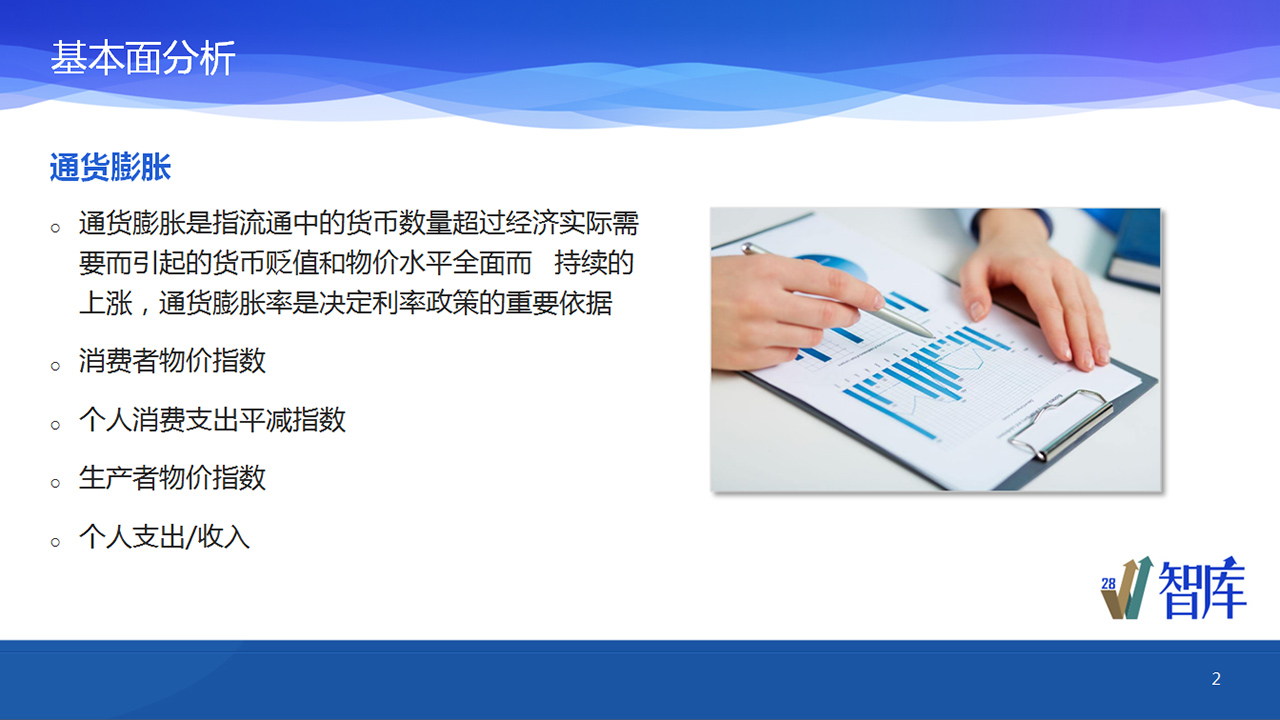 基本面分析
通货膨胀
○ 通货膨胀是指流通中的货币数量超过经济实际需
要而引起的货币贬值和物价水平全面而 持续的
上涨，通货膨胀率是决定利率政策的重要依据
○ 消费者物价指数
○ 个人消费支出平减指数
○ 生产者物价指数
○ 个人支出/收入
28 智库
2